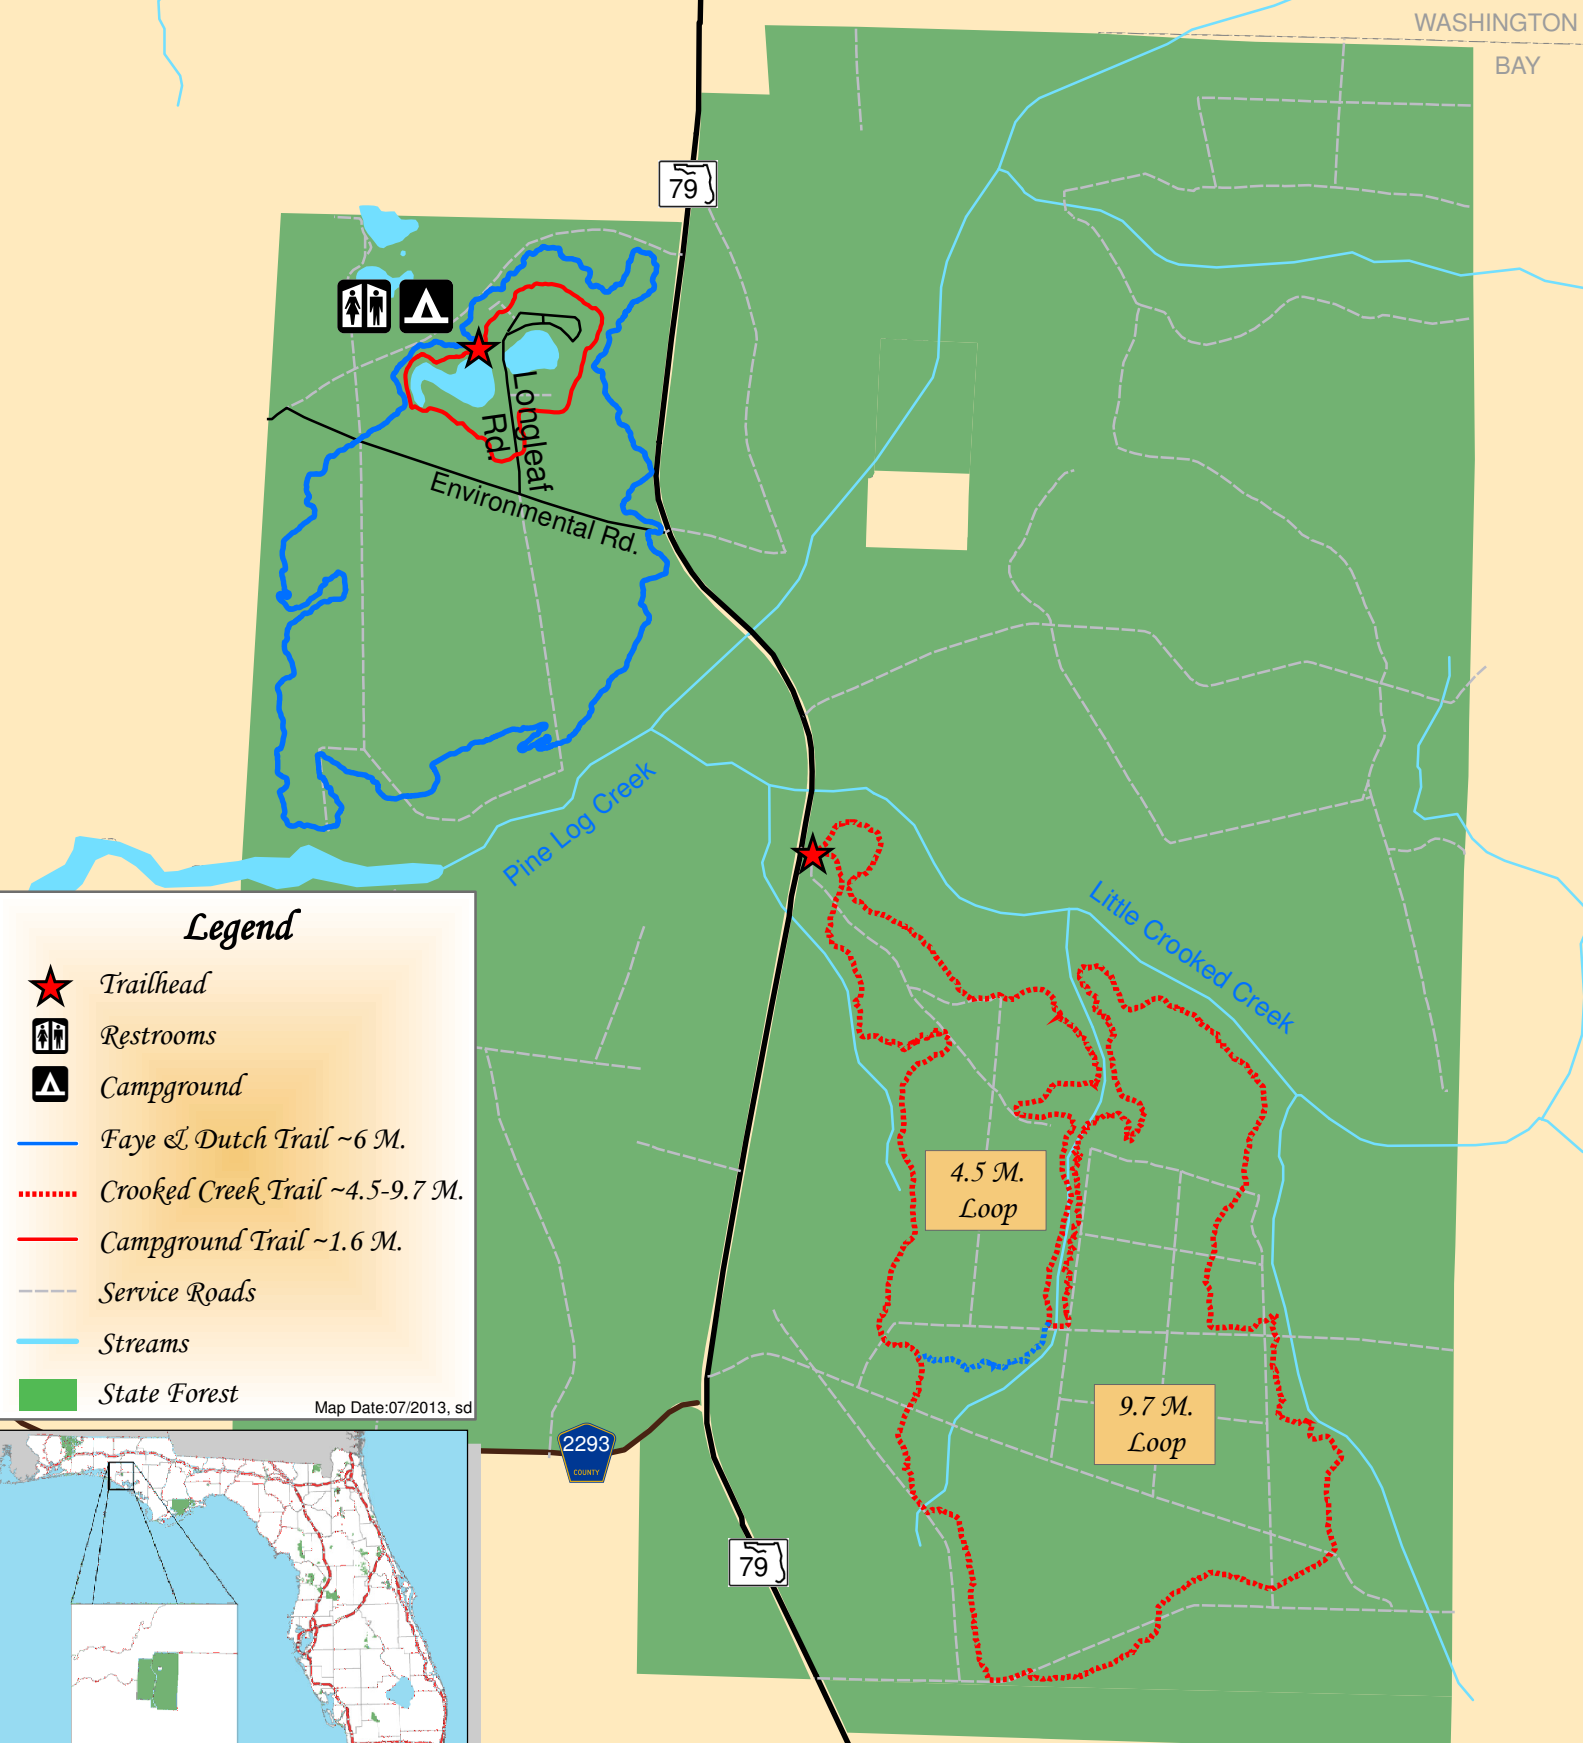 WASHINGTON
BAY
79
Longleaf
Rd.
Environmental Rd.
Pine Log Creek
Little Crooked Creek
Legend
Trailhead
Restrooms
Campground
Faye & Dutch Trail ~6 M.
Crooked Creek Trail ~4.5-9.7 M.
Campground Trail ~1.6 M.
Service Roads
Streams
State Forest
Map Date:07/2013, sd
4.5 M.
Loop
9.7 M.
Loop
2293
COUNTY
79